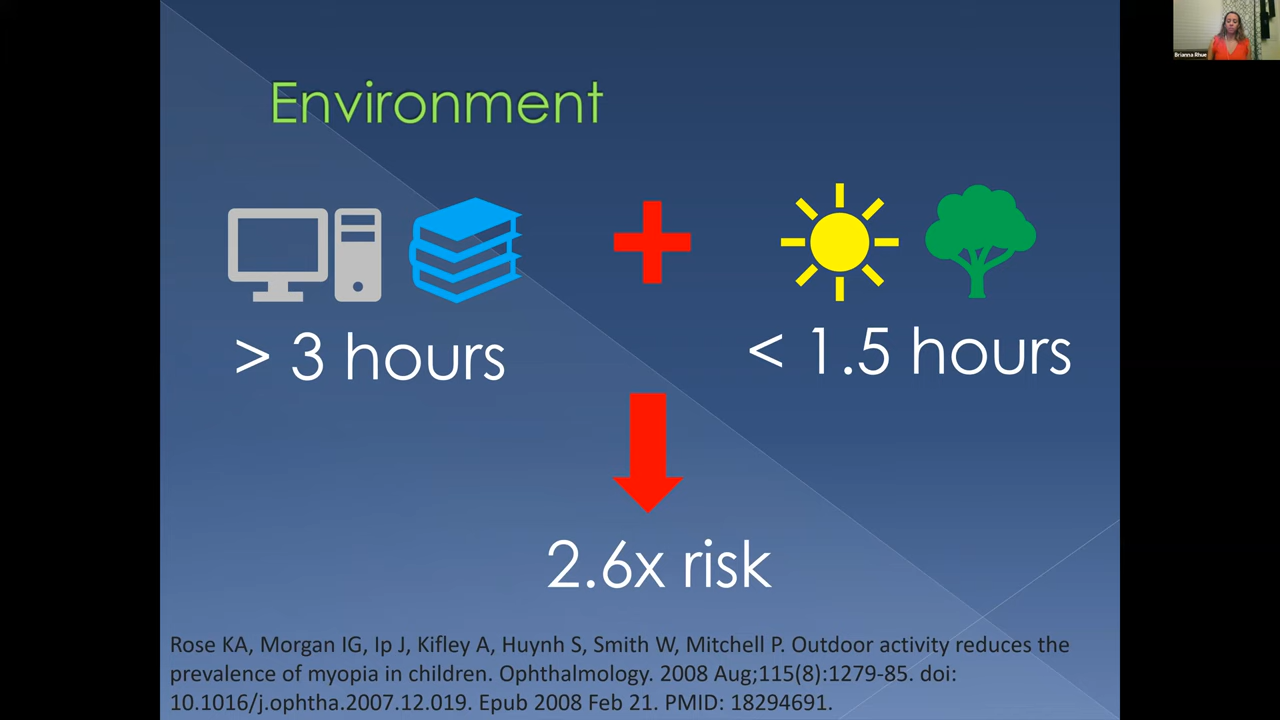 Environment
> 3 hours
< 1.5 hours
2.6x risk
Rose KA, Morgan IG, Ip J, Kifley A, Huynh S, Smith W, Mitchell P. Outdoor activity reduces the
prevalence of myopia in children. Ophthalmology. 2008 Aug;115(8):1279-85. doi:
10.1016/j.ophtha.2007.12.019. Epub 2008 Feb 21. PMID: 18294691.
Brianna Rhue